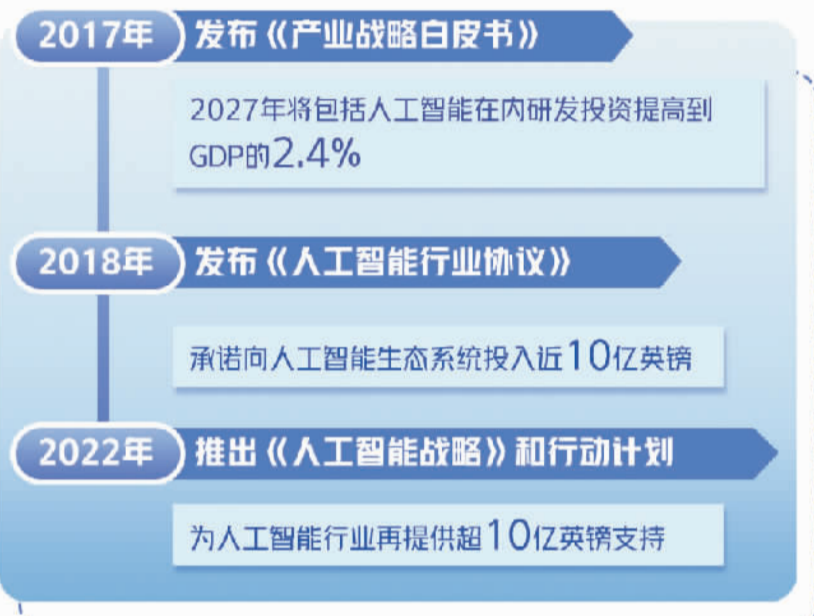 2017年
发布《产业战略白皮书》
2027年将包括人工智能在内研发投资提高到
GDP的2.4%
2018年
发布《人工智能行业协议》
承诺向人工智能生态系统投入近10亿英镑
2022年
推出《人工智能战略》和行动计划
为人工智能行业再提供超10亿英镑支持